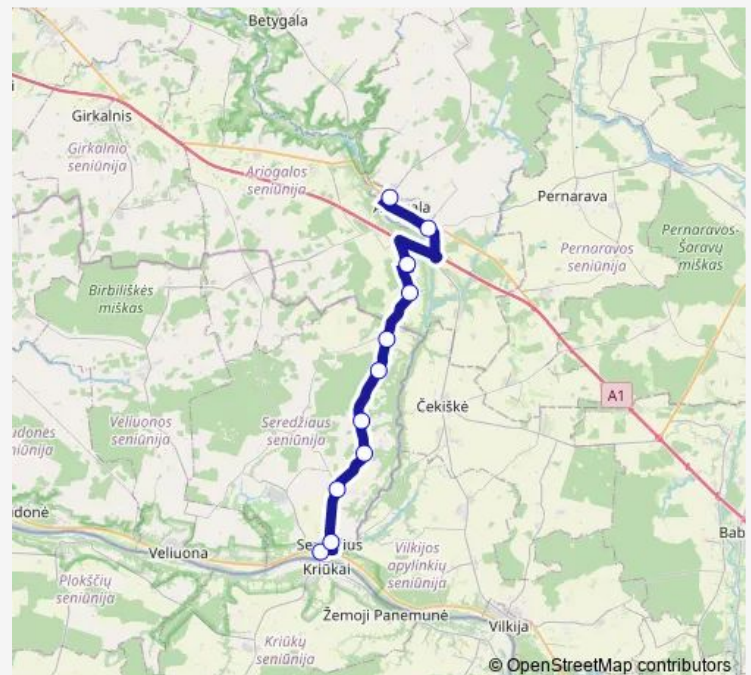 Betygala
Girkalnis
Girkalnio
seniūnija
Ariogalos
seniūnija
Pernarava
Pernaravos
seniūnija
Pernaravos-
Šaravų
miškas
Birbiliškės
miškas
A1
Čekiškė
Veliuonos
seniūnija
Seredžiaus
seniūnija
Veliuona
Kriūkai
Vilkijos
apylinkių
seniūnija
Plokščių
seniūnija
Žemoji Panemunė
Vilkija
Kriūkų
seniūnija
© OpenStreetMap contributors